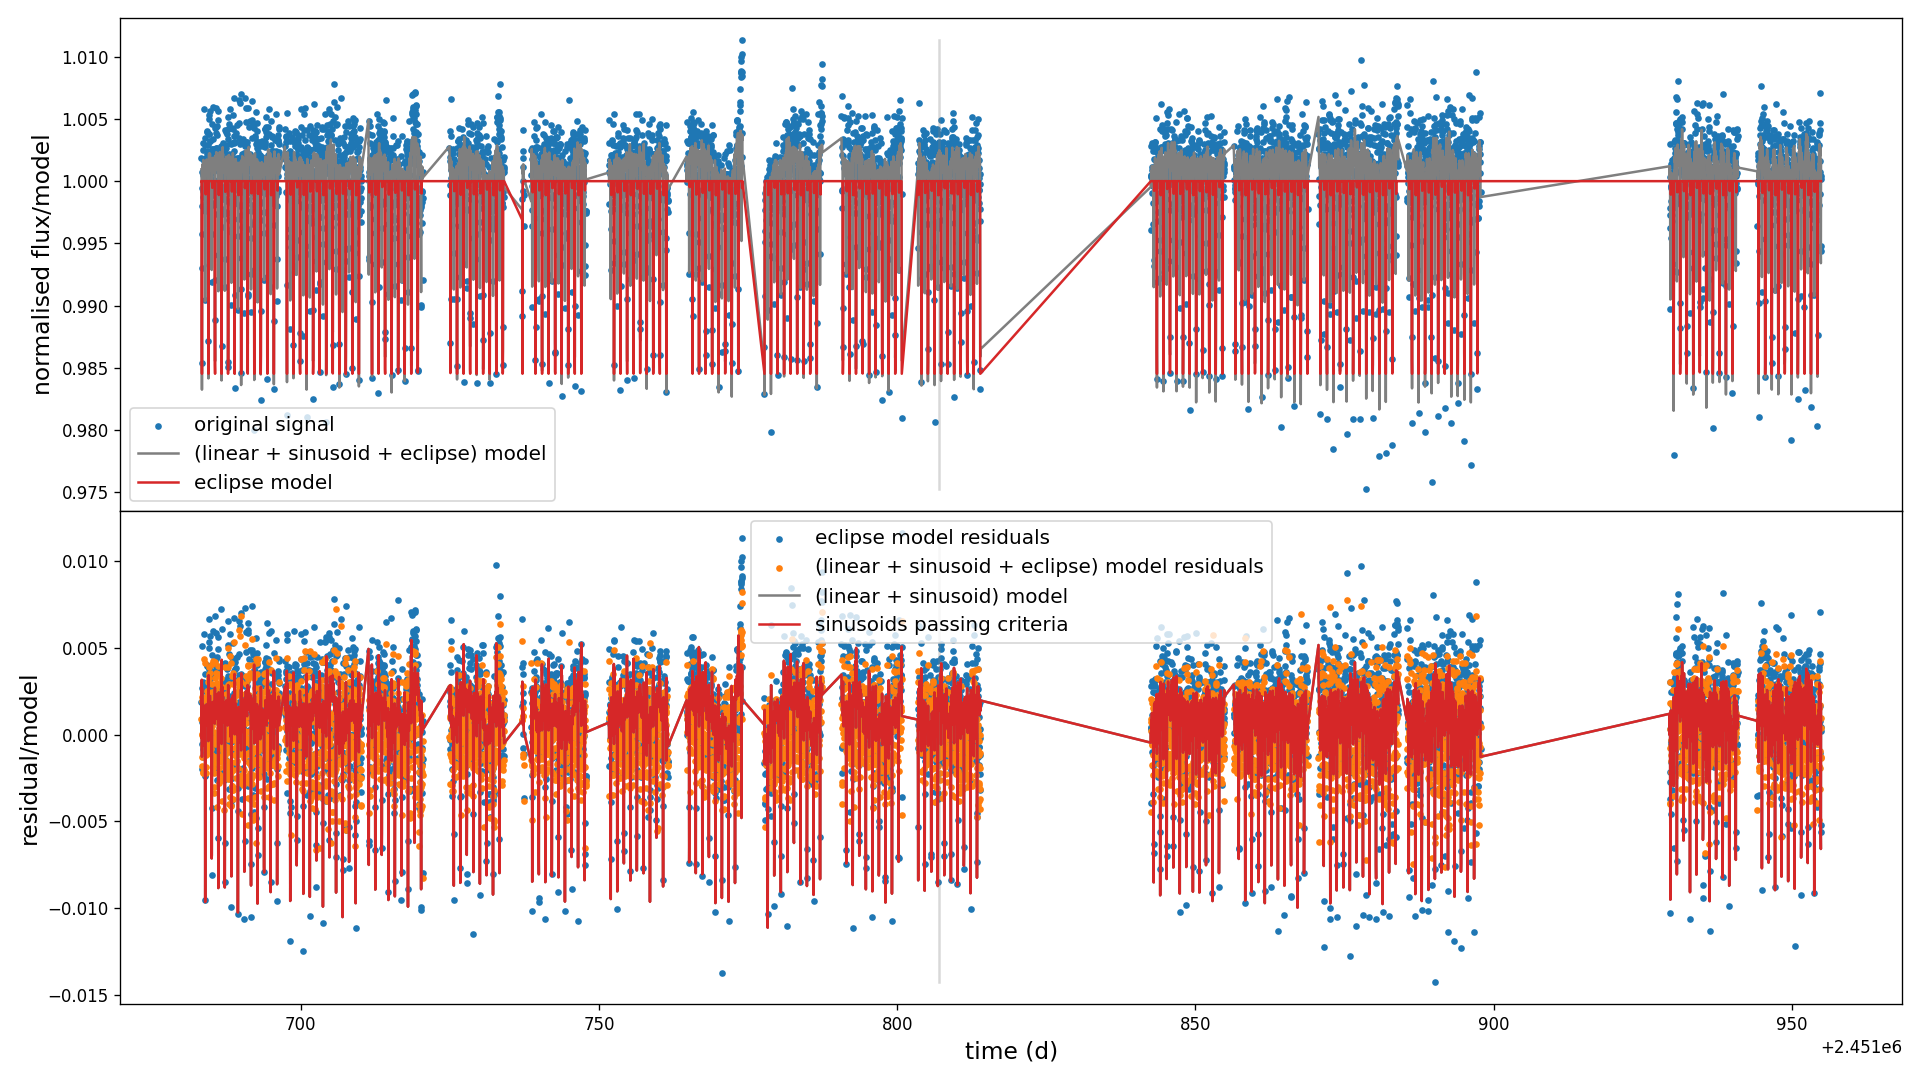 1.010
1.005
1.000
0.995
0.990
0.985
0.980
0.975
normalised flux/model
original signal
(linear + sinusoid + eclipse) model
eclipse model
0.010
0.005
0.000
−0.005
−0.010
−0.015
residual/model
eclipse model residuals
(linear + sinusoid + eclipse) model residuals
(linear + sinusoid) model
sinusoids passing criteria
700
750
800
850
900
950
time (d)
+2.451e6